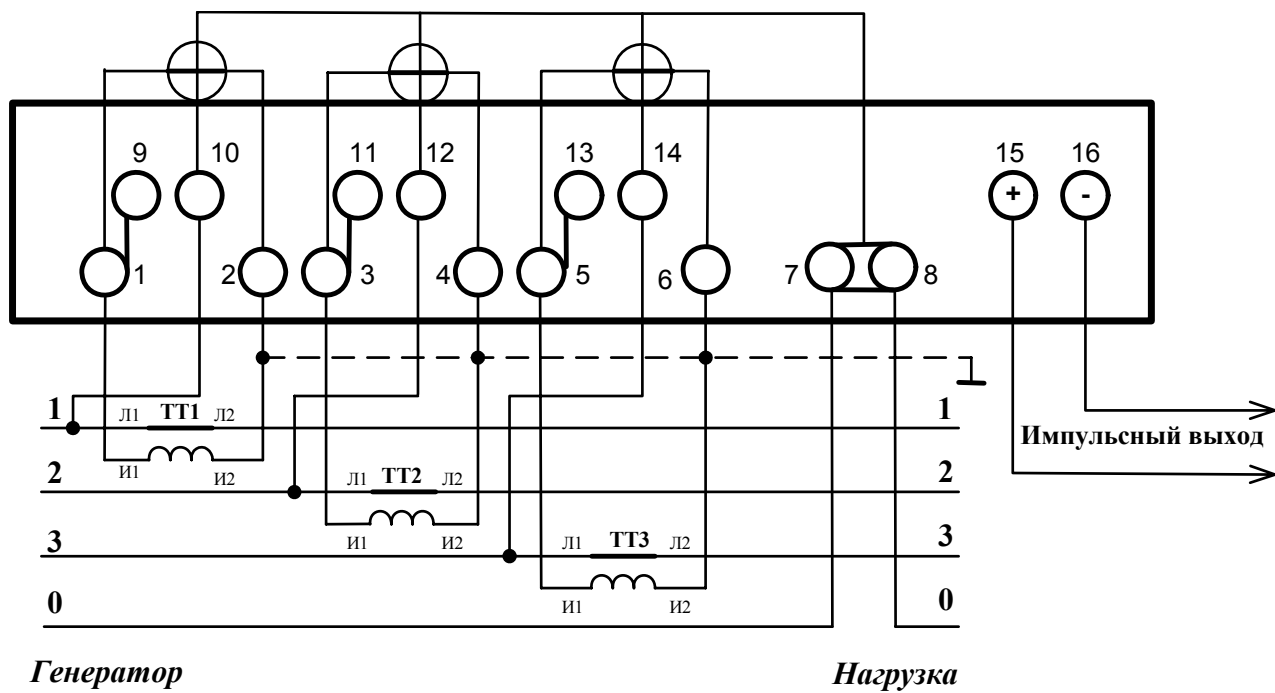 9 10 11 12 13 14 15 16
+ -
1 2 3 4 5 6 7 8
1 Л1 ТТ1 Л2 1
Импульсный выход
И1 И2
2 Л1 ТТ2 Л2 2
И1 И2
3 Л1 ТТ3 Л2 3
И1 И2
0 0
Генератор Нагрузка